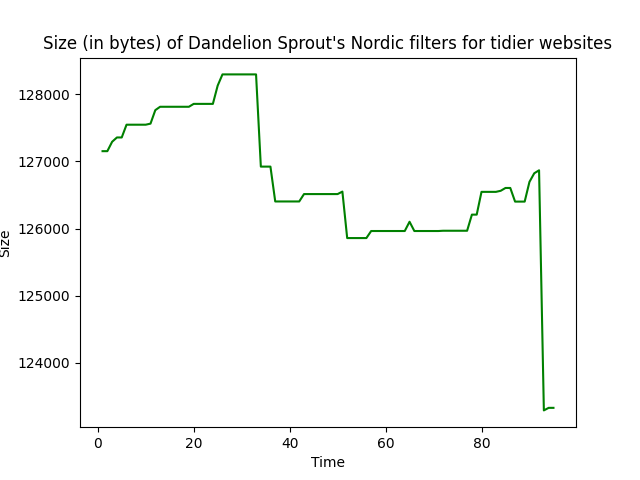 Size (in bytes) of Dandelion Sprout's Nordic filters for tidier websites
128000
127000
126000
125000
124000
Size
0 20 40 60 80
Time